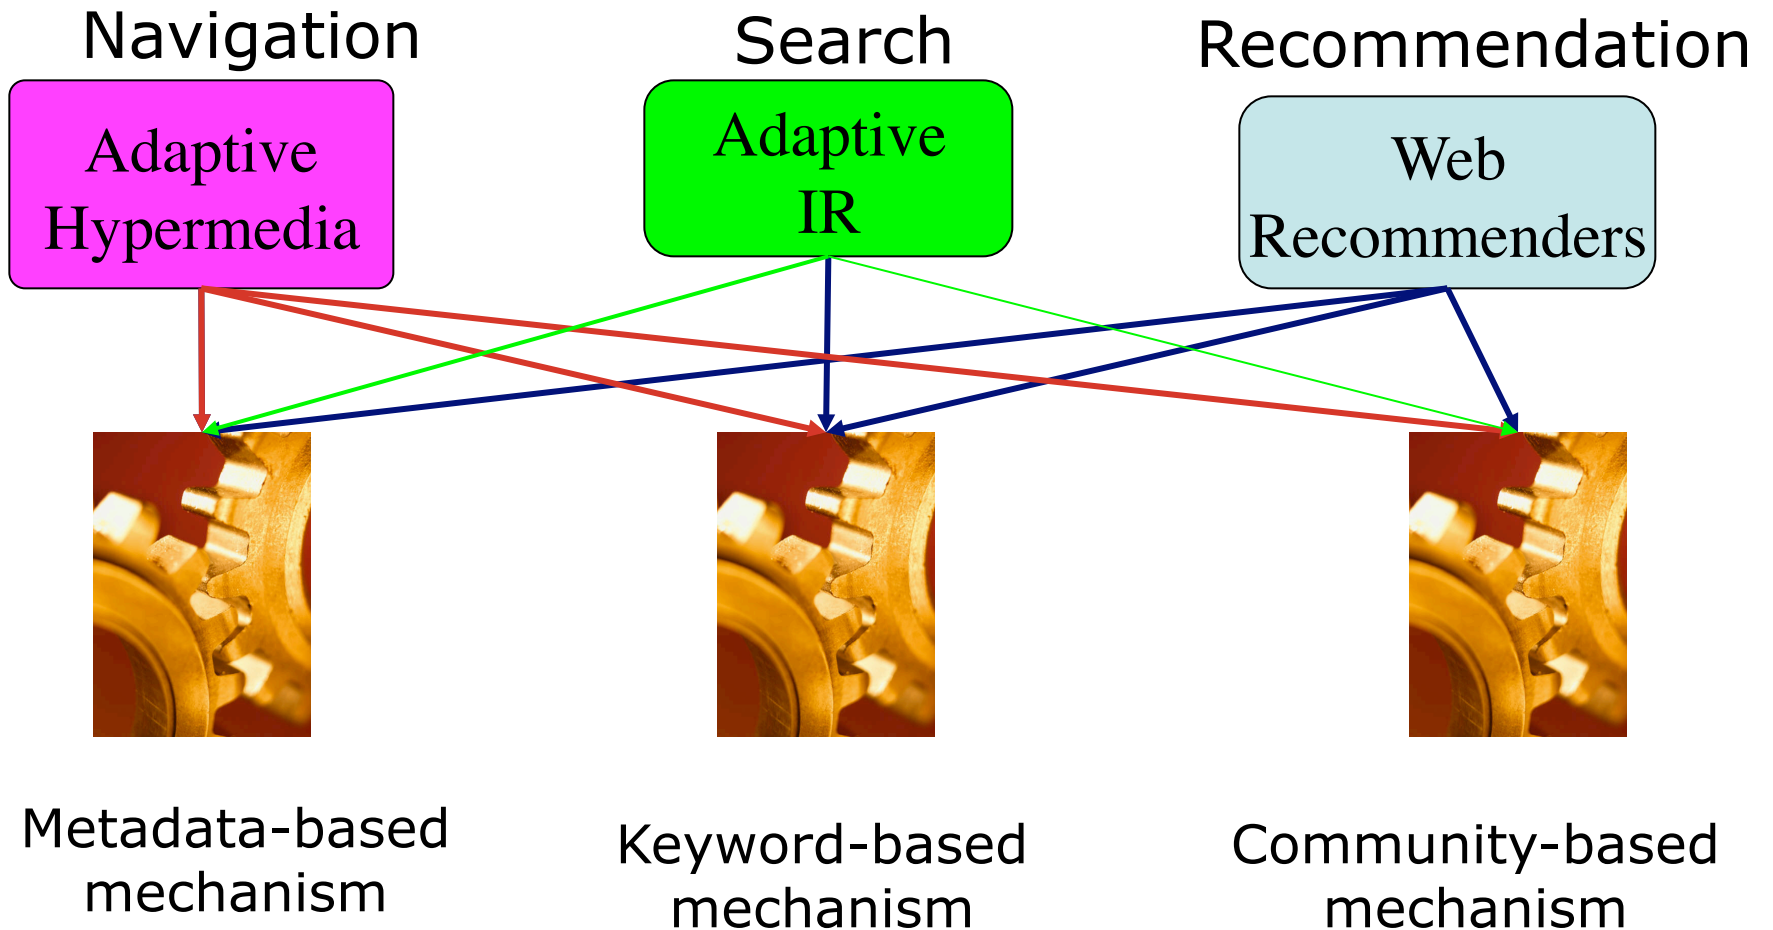 Navigation
Search
Recommendation
Adaptive
Hypermedia
Adaptive
IR
Web
Recommenders
Metadata-based
mechanism
Keyword-based
mechanism
Community-based
mechanism